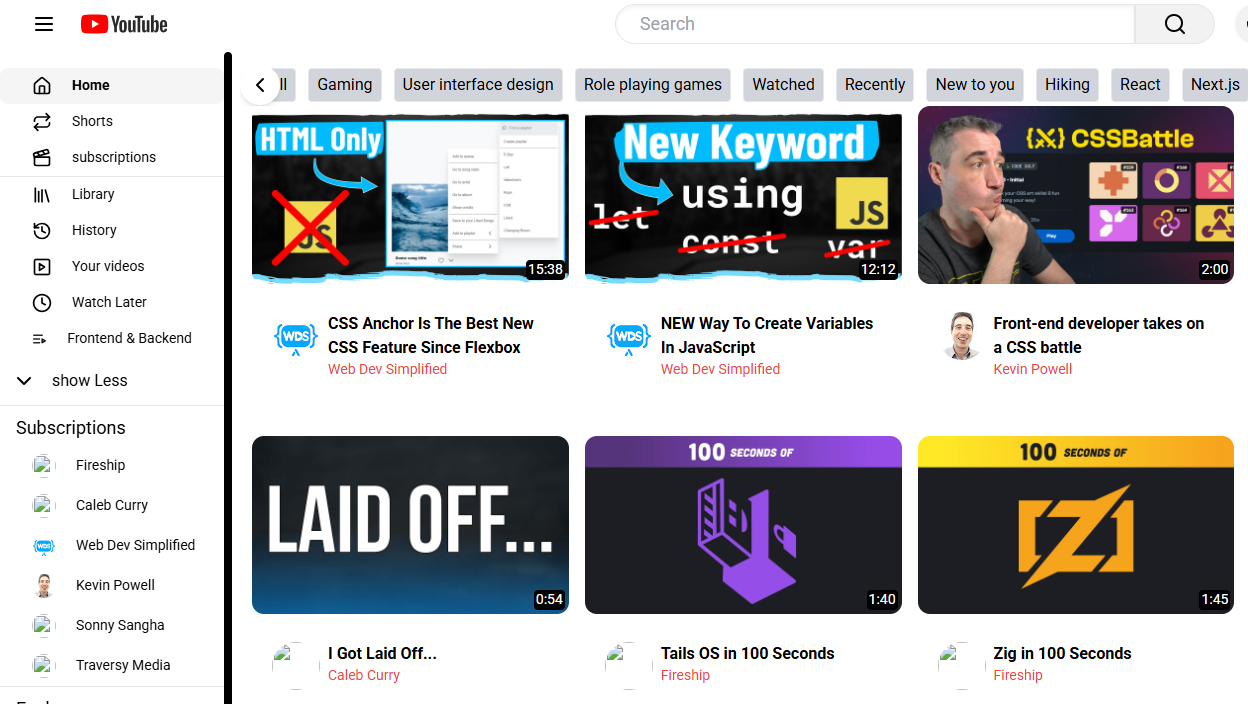 YouTube
Search
Home
Shorts
subscriptions
Library
History
Your videos
Watch Later
Frontend & Backend
show Less
Subscriptions
Fireship
Caleb Curry
Web Dev Simplified
Kevin Powell
Sonny Sangha
Traversy Media
ll Gaming User interface design Role playing games Watched Recently New to you Hiking React Next.js
HTML Only
JS
15:38
CSS Anchor Is The Best New
CSS Feature Since Flexbox
Web Dev Simplified
New Keyword
using
let
const
var
JS
12:12
NEW Way To Create Variables
In JavaScript
Web Dev Simplified
{X} CSSBattle
Play
2:00
Front-end developer takes on
a CSS battle
Kevin Powell
LAID OFF...
0:54
I Got Laid Off...
Caleb Curry
100 SECONDS OF
1:40
Tails OS in 100 Seconds
Fireship
100 SECONDS OF
1:45
Zig in 100 Seconds
Fireship
WDS
WDS
WDS